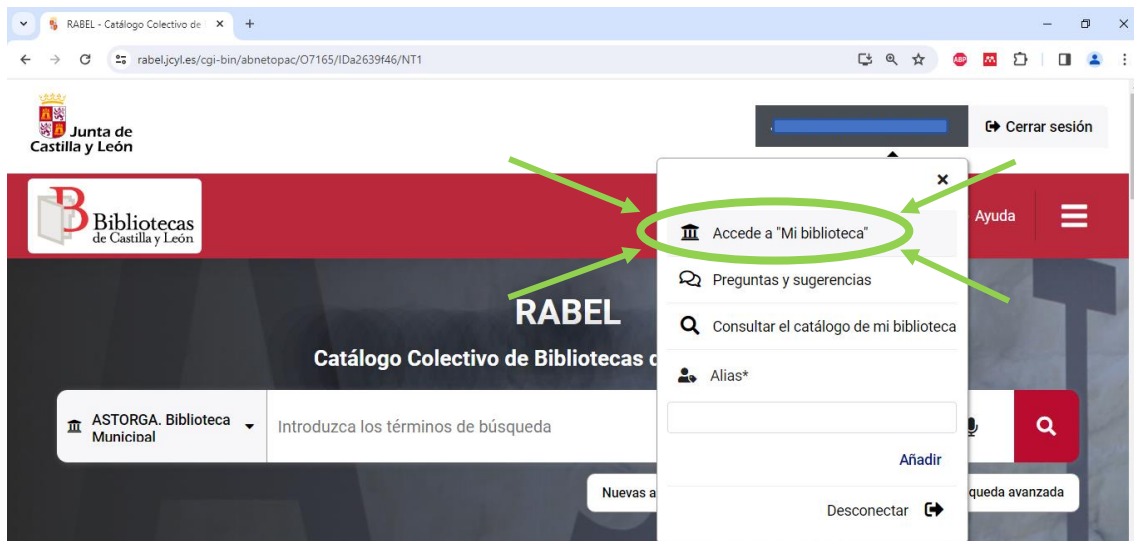 RABEL - Catálogo Colectivo de
rabel.jcyl.es/cgi-bin/abnetopac/O7165/IDa2639f46/NT1
ABP
Junta de
Castilla y León
Cerrar sesión
Bibliotecas
de Castilla y León
Ayuda
Accede a "Mi biblioteca"
Preguntas y sugerencias
Consultar el catálogo de mi biblioteca
Alias*
Añadir
Desconectar
RABEL
Catálogo Colectivo de Bibliotecas
ASTORGA. Biblioteca
Municipal
Introduzca los términos de búsqueda
Nuevas
avanzada